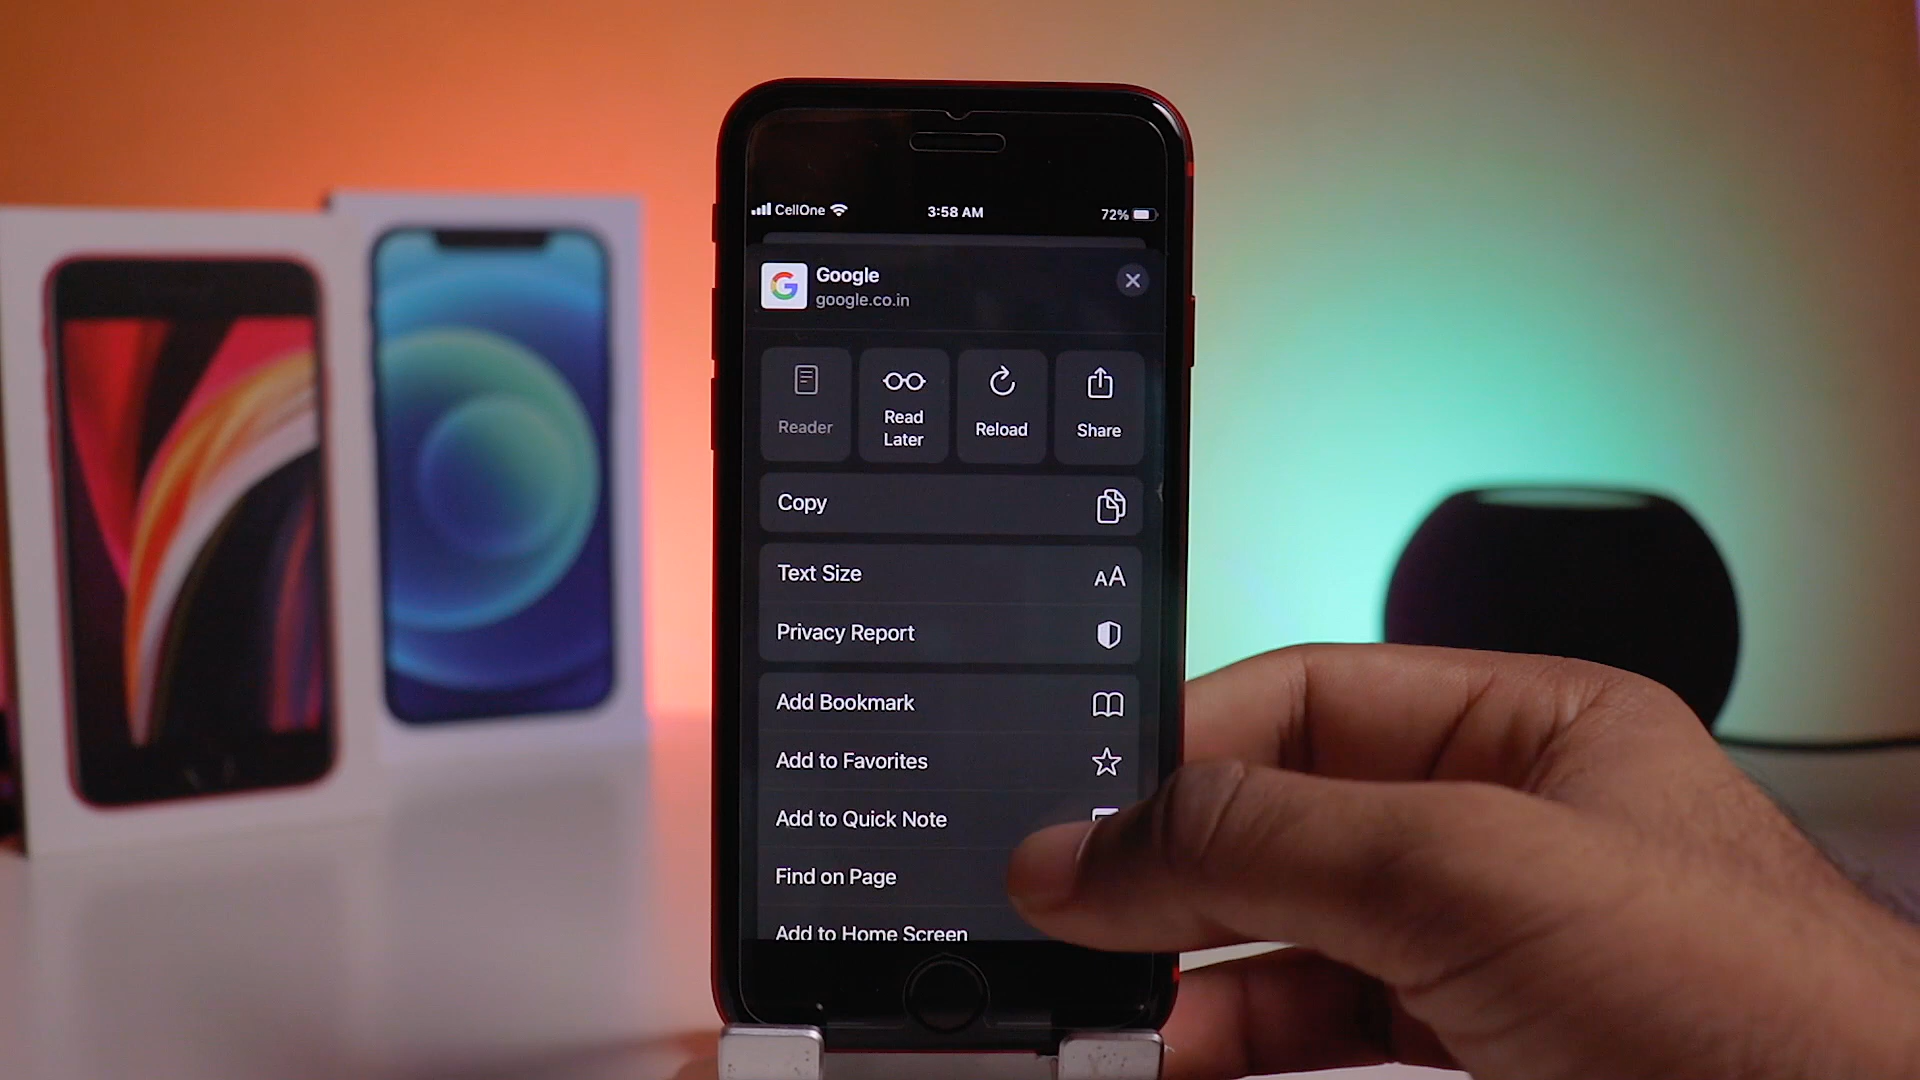 CellOne
3:58 AM
72%
Google
google.co.in
Reader
Read
Later
Reload
Share
Copy
Text Size
AA
Privacy Report
Add Bookmark
Add to Favorites
Add to Quick Note
Find on Page
Add to Home Screen